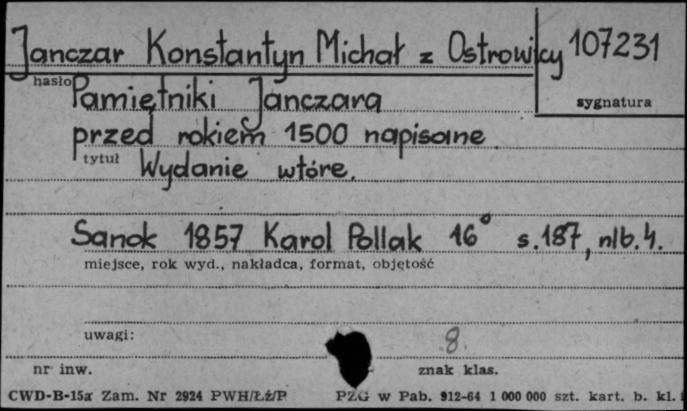 Janczar Konstantyn Michał z Ostrowicy 107231
hasło
sygnatura
Pamiętniki Janczara
przed rokiem 1500 napisane
tytuł
Wydanie wtóre.
Sanok 1857 Karol Pollak 16° s.187, nlb.4.
miejsce, rok wyd., nakładca, format, objętość
uwagi:
8.
nr inw.
znak klas.
CWD-B-15a Zam. Nr 2924 PWH/Łź/P PZG w Pab. 912-64 1 000 000 szt. kart. b. kl.